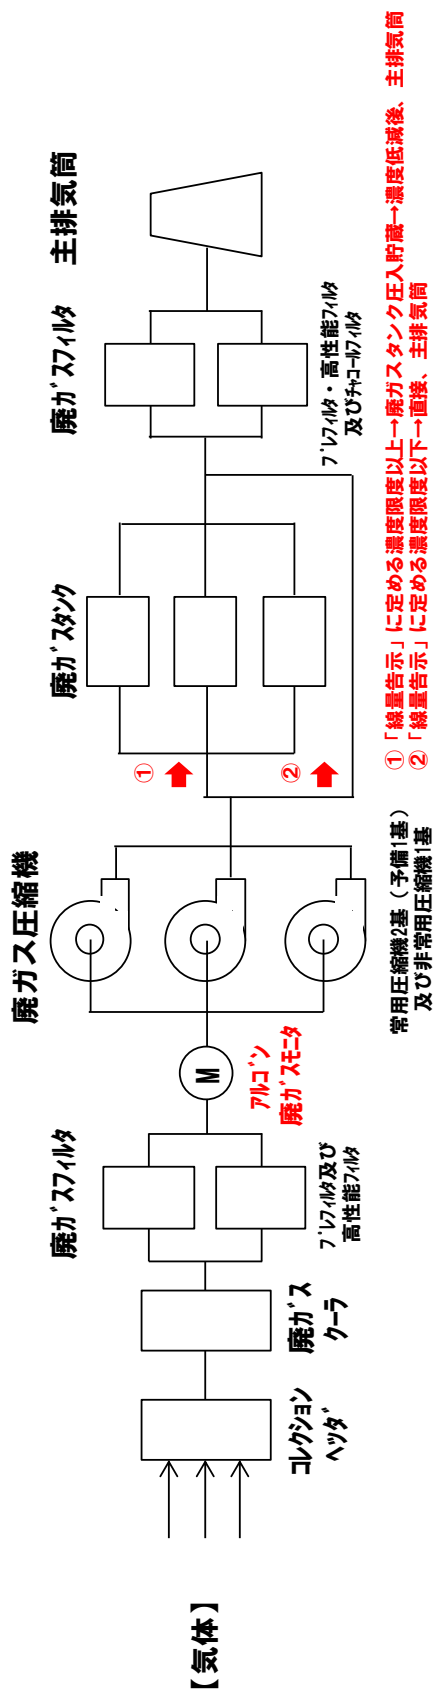 【気体】
コレクション
ヘッダ
廃ガス
クーラ
廃ガスフィルタ
プレフィルタ及び
高性能フィルタ
M
アルゴン
廃ガスモニタ
廃ガス圧縮機
常用圧縮機2基（予備1基）
及び非常用圧縮機1基
①
②
廃ガスタンク
廃ガスフィルタ
プレフィルタ・高性能フィルタ
及びチャコールフィルタ
主排気筒
①「線量告示」に定める濃度限度以上→廃ガスタンク圧入貯蔵→濃度低減後、主排気筒
②「線量告示」に定める濃度限度以下→直接、主排気筒